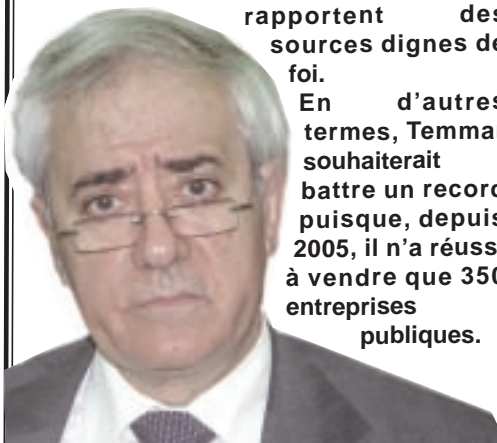 rapportent des
sources dignes de
foi.
En d'autres
termes, Temmar
souhaiterait
battre un record
puisque, depuis
2005, il n'a réussi
à vendre que 350
entreprises
publiques.